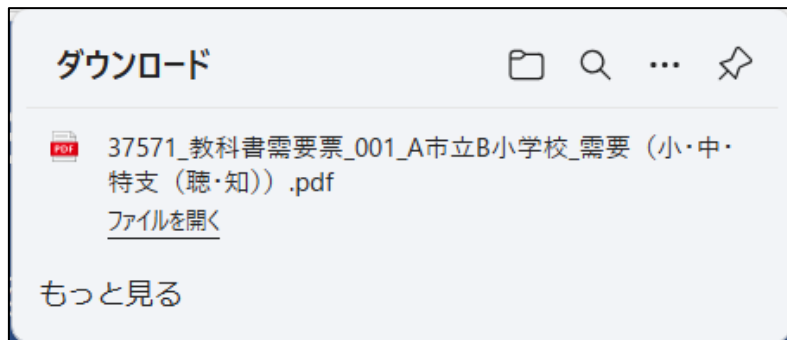 ダウンロード
PDF
37571_教科書需要票_001_A市立B小学校_需要（小・中・
特支（聴・知））.pdf
ファイルを開く
もっと見る